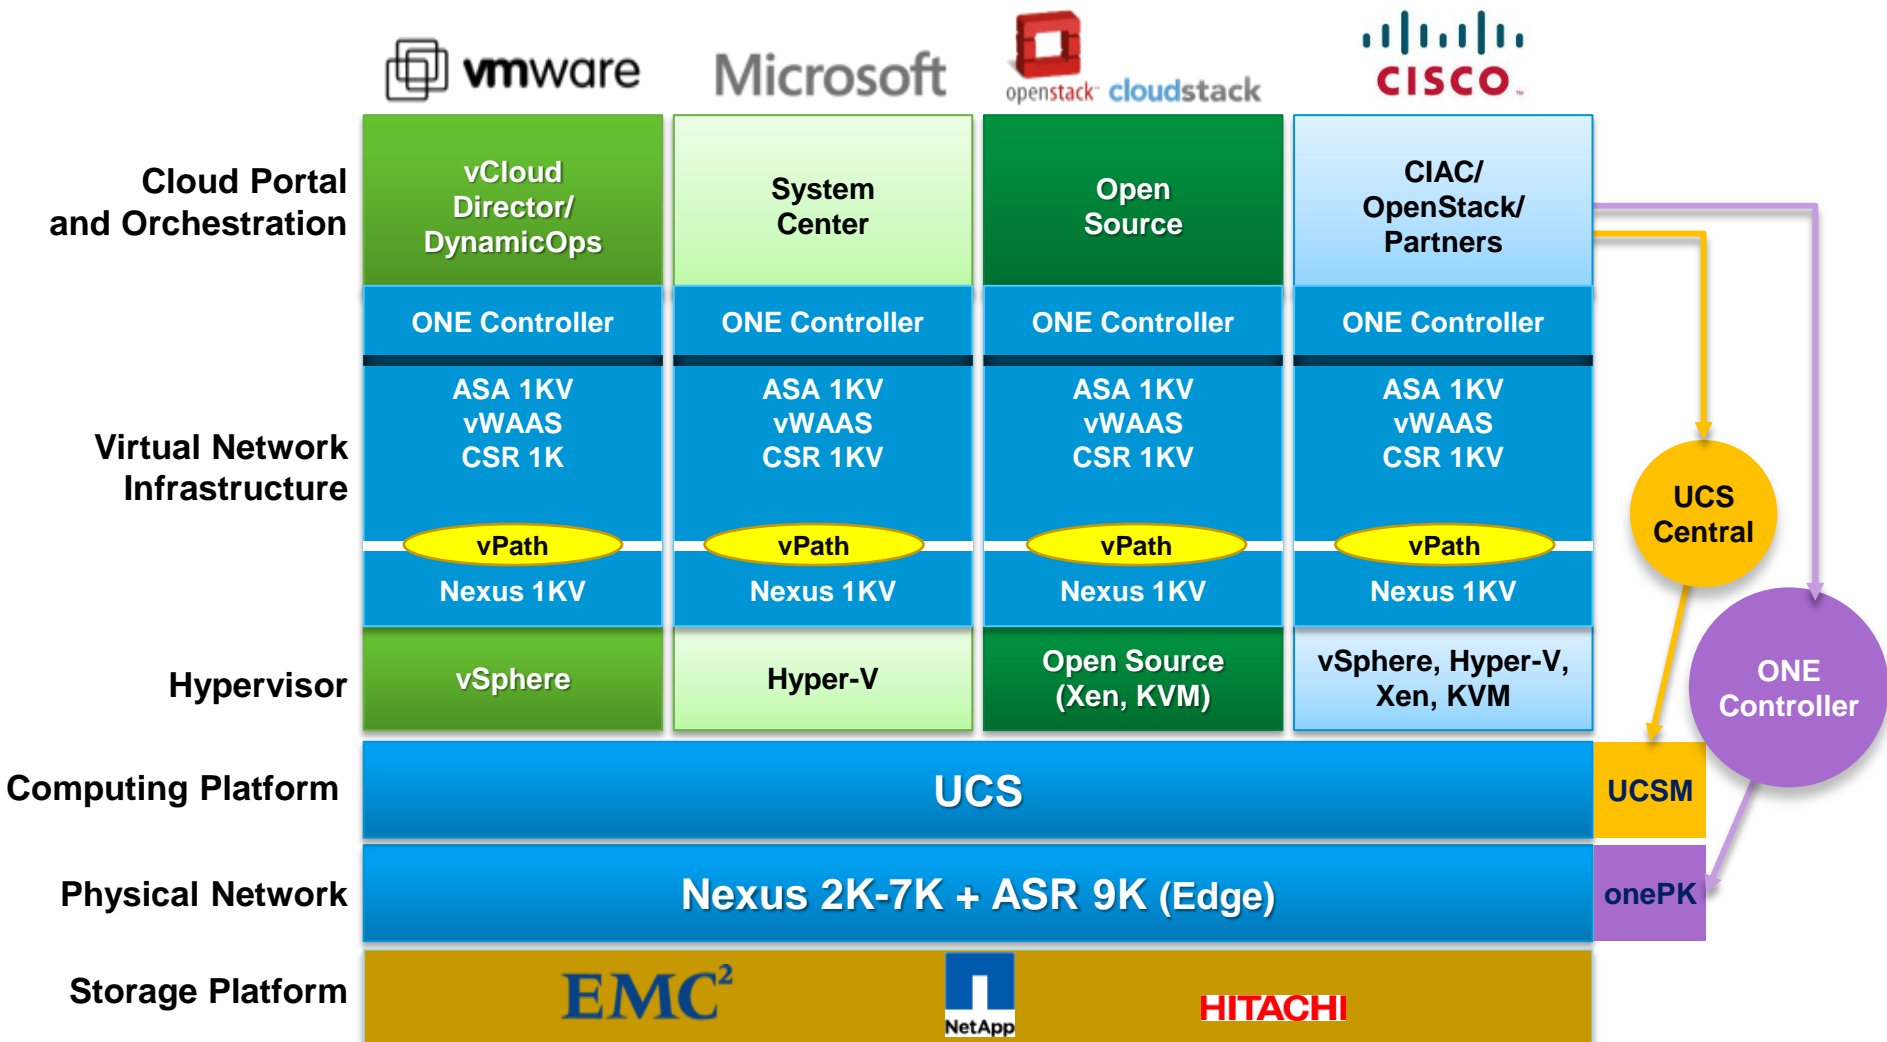 vmware
Microsoft
openstack™ cloudstack
CISCO™
Cloud Portal
and Orchestration
vCloud
Director/
DynamicOps
System
Center
Open
Source
CIAC/
OpenStack/
Partners
ONE Controller
ONE Controller
ONE Controller
ONE Controller
Virtual Network
Infrastructure
ASA 1KV
vWAAS
CSR 1K
ASA 1KV
vWAAS
CSR 1KV
ASA 1KV
vWAAS
CSR 1KV
ASA 1KV
vWAAS
CSR 1KV
vPath
vPath
vPath
vPath
Nexus 1KV
Nexus 1KV
Nexus 1KV
Nexus 1KV
UCS
Central
Hypervisor
vSphere
Hyper-V
Open Source
(Xen, KVM)
vSphere, Hyper-V,
Xen, KVM
ONE
Controller
Computing Platform
UCS
UCSM
Physical Network
Nexus 2K-7K + ASR 9K (Edge)
onePK
Storage Platform
EMC²
NetApp
HITACHI